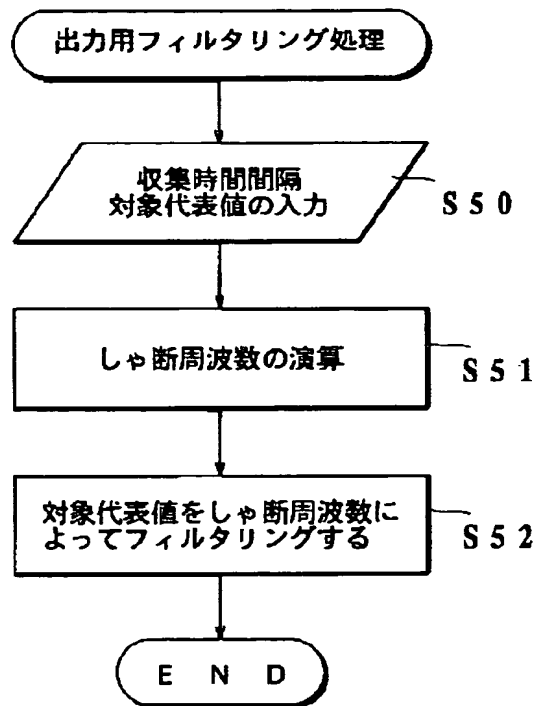 出力用フィルタリング処理
収集時間間隔
対象代表値の入力
S50
しゃ断周波数の演算
S51
対象代表値をしゃ断周波数に
よってフィルタリングする
S52
END